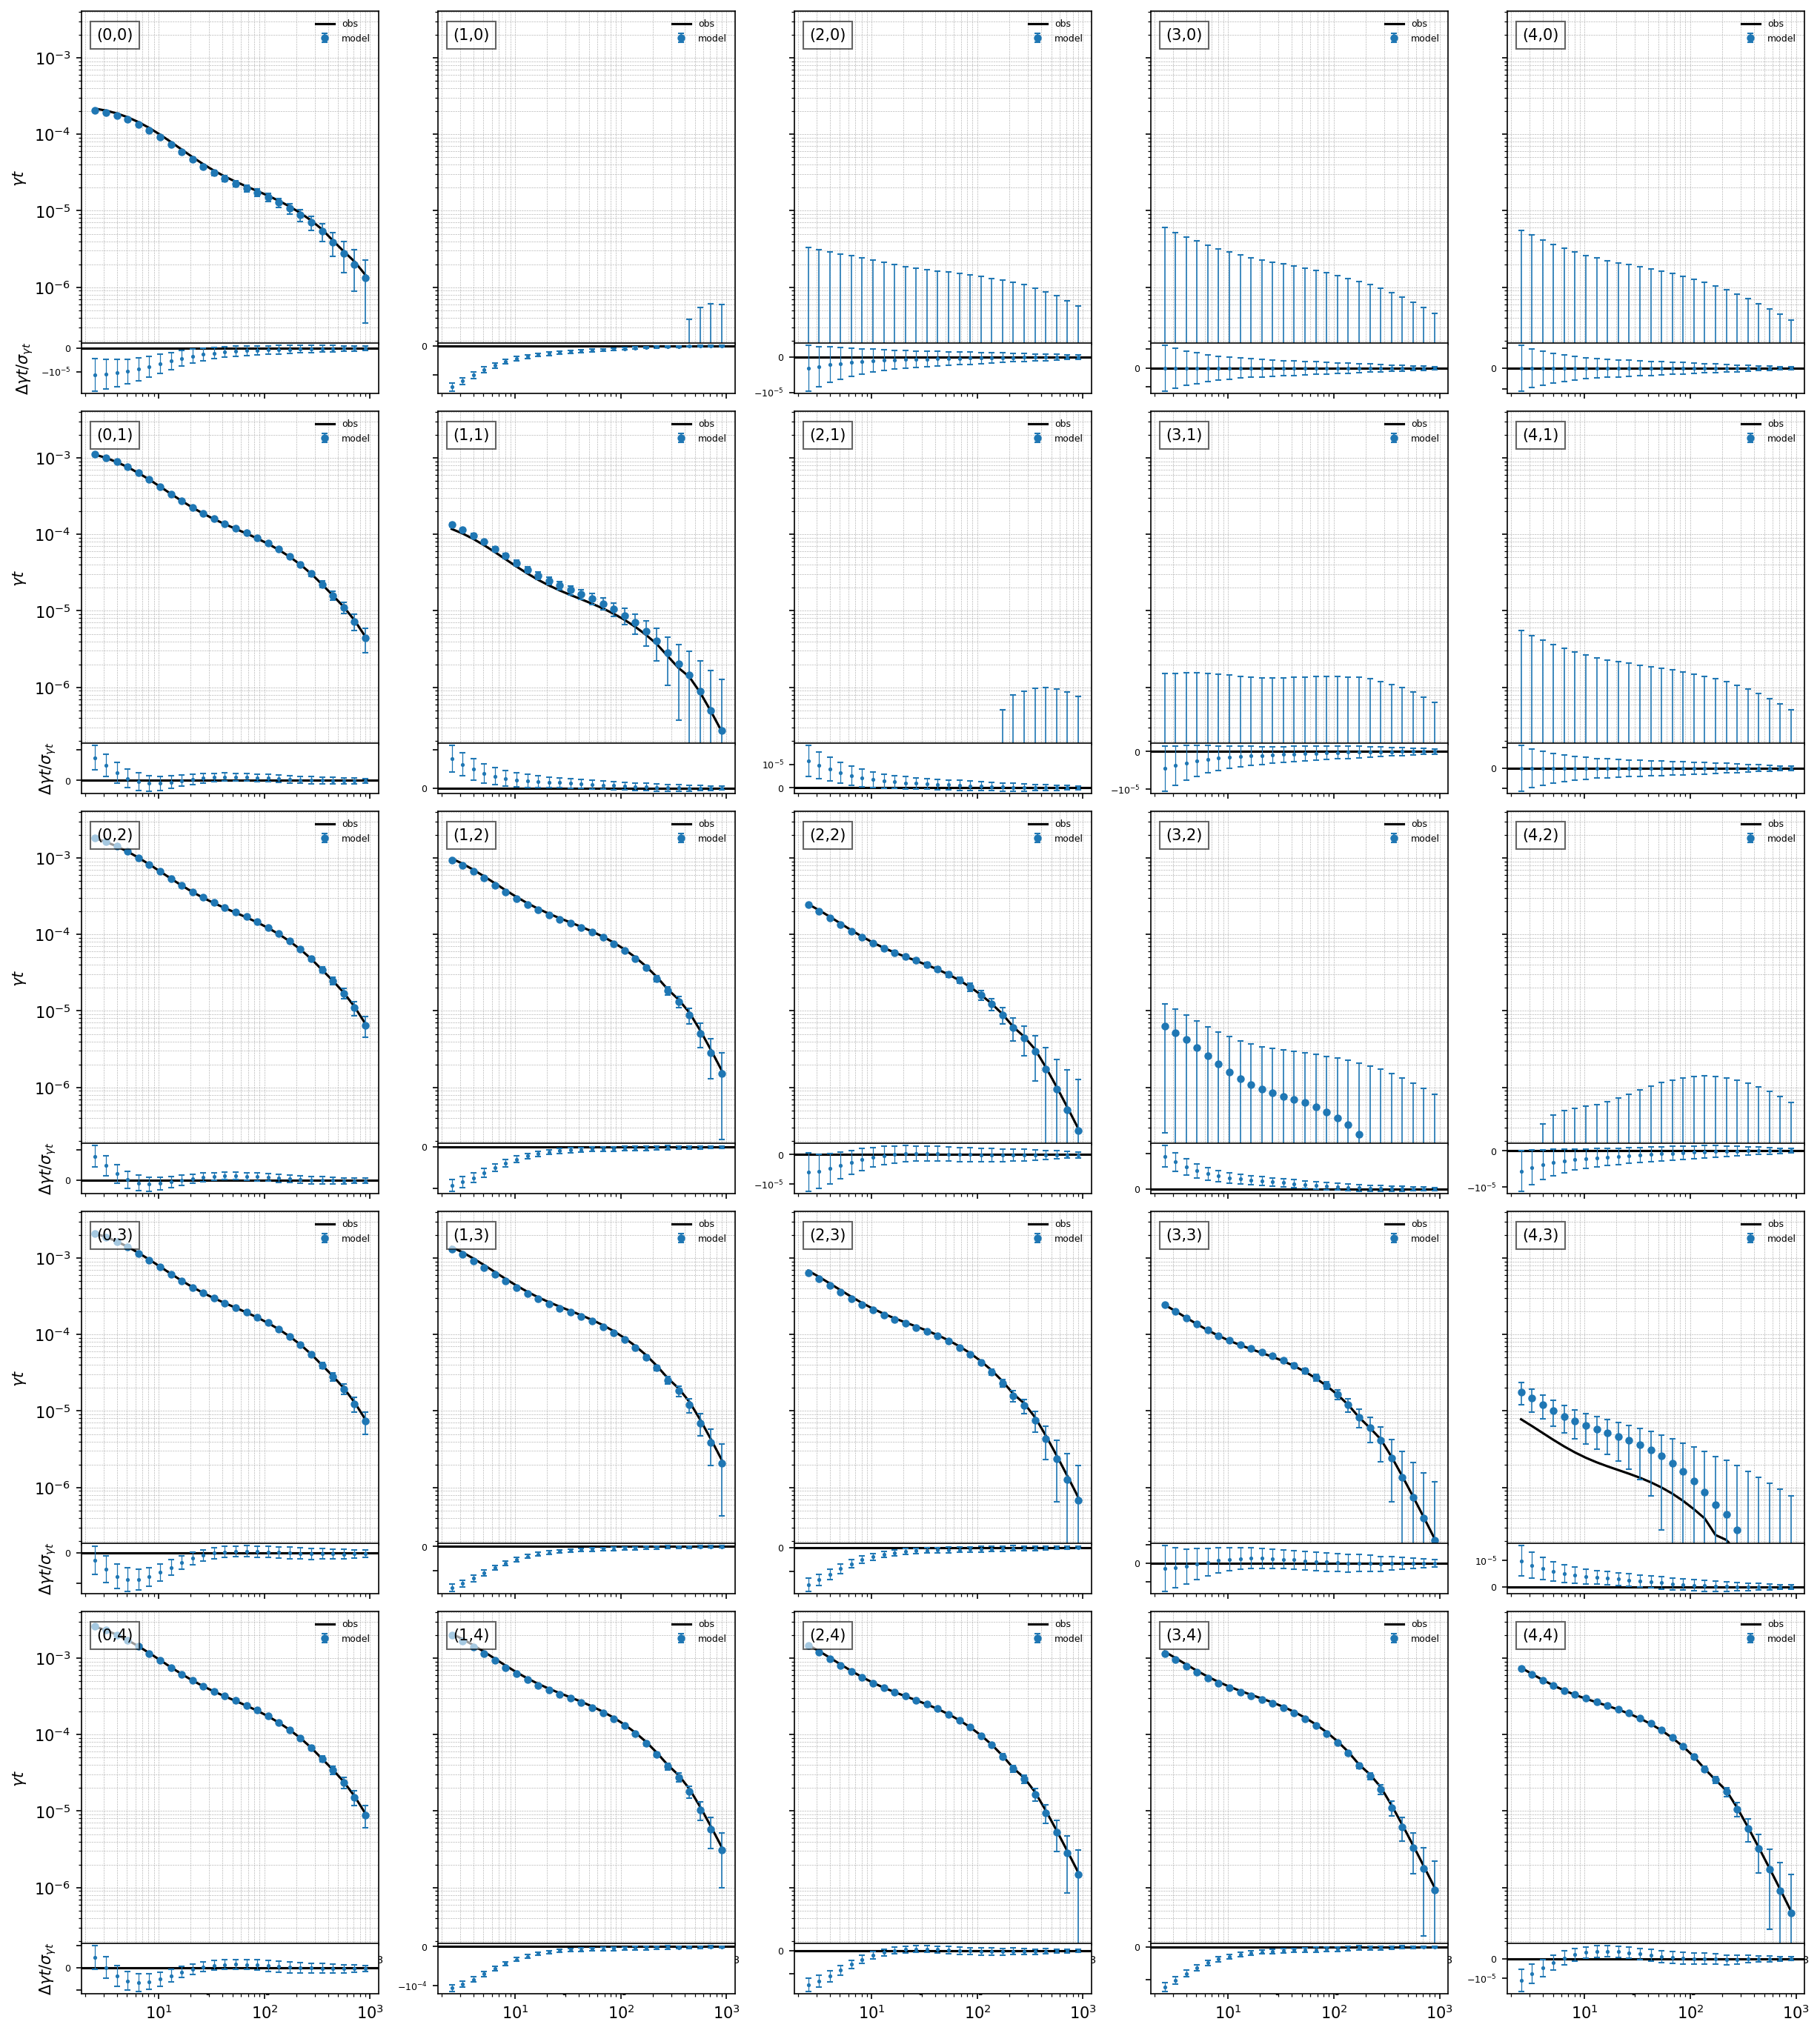 (0,0) obs model (1,0) obs model (2,0) obs model (3,0) obs model (4,0) obs model
10⁻³
10⁻⁴
γt
10⁻⁵
10⁻⁶
Δγt/σγt 0 −10⁻⁵ 0 0 −10⁻⁵ 0 0
(0,1) obs model (1,1) obs model (2,1) obs model (3,1) obs model (4,1) obs model
10⁻³
10⁻⁴
γt
10⁻⁵
10⁻⁶
Δγt/σγt 0 0 10⁻⁵ 0 0 −10⁻⁵ 0
(0,2) obs model (1,2) obs model (2,2) obs model (3,2) obs model (4,2) obs model
10⁻³
10⁻⁴
γt
10⁻⁵
10⁻⁶
Δγt/σγt 0 0 0 −10⁻⁵ 0 0 −10⁻⁵
(0,3) obs model (1,3) obs model (2,3) obs model (3,3) obs model (4,3) obs model
10⁻³
10⁻⁴
γt
10⁻⁵
10⁻⁶
Δγt/σγt 0 0 0 0 10⁻⁵ 0
(0,4) obs model (1,4) obs model (2,4) obs model (3,4) obs model (4,4) obs model
10⁻³
10⁻⁴
γt
10⁻⁵
10⁻⁶
Δγt/σγt 0 3 0 −10⁻⁴ 3 0 3 0 3 0 −10⁻⁵ 3
10¹ 10² 10³ 10¹ 10² 10³ 10¹ 10² 10³ 10¹ 10² 10³ 10¹ 10² 10³